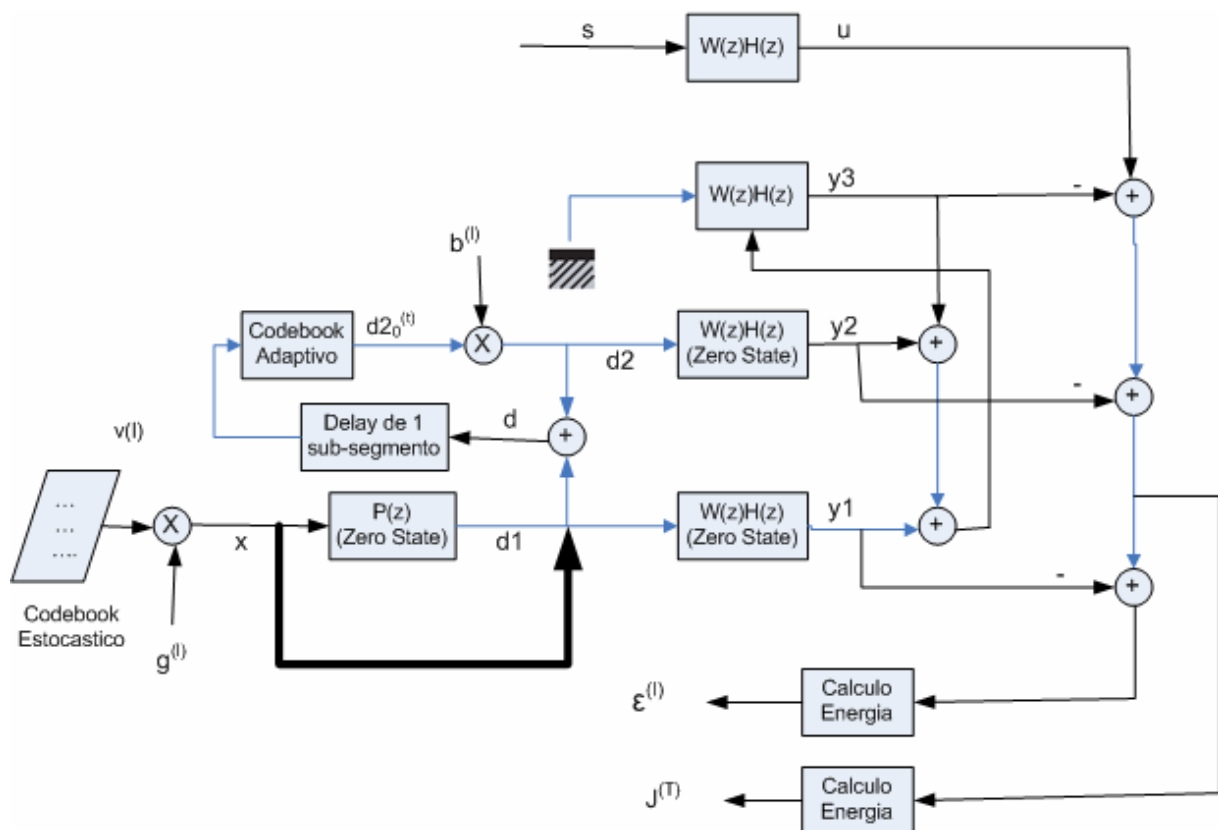 s
W(z)H(z)
u
W(z)H(z)
y3
-
+
b(l)
Codebook
Adaptivo
d2₀(t)
X
d2
W(z)H(z)
(Zero State)
y2
+
-
+
Delay de 1
sub-segmento
d
+
v(l)
...
...
....
X
x
P(z)
(Zero State)
d1
W(z)H(z)
(Zero State)
y1
+
-
+
Codebook
Estocastico
g(l)
ε(l)
Calculo
Energia
J(T)
Calculo
Energia